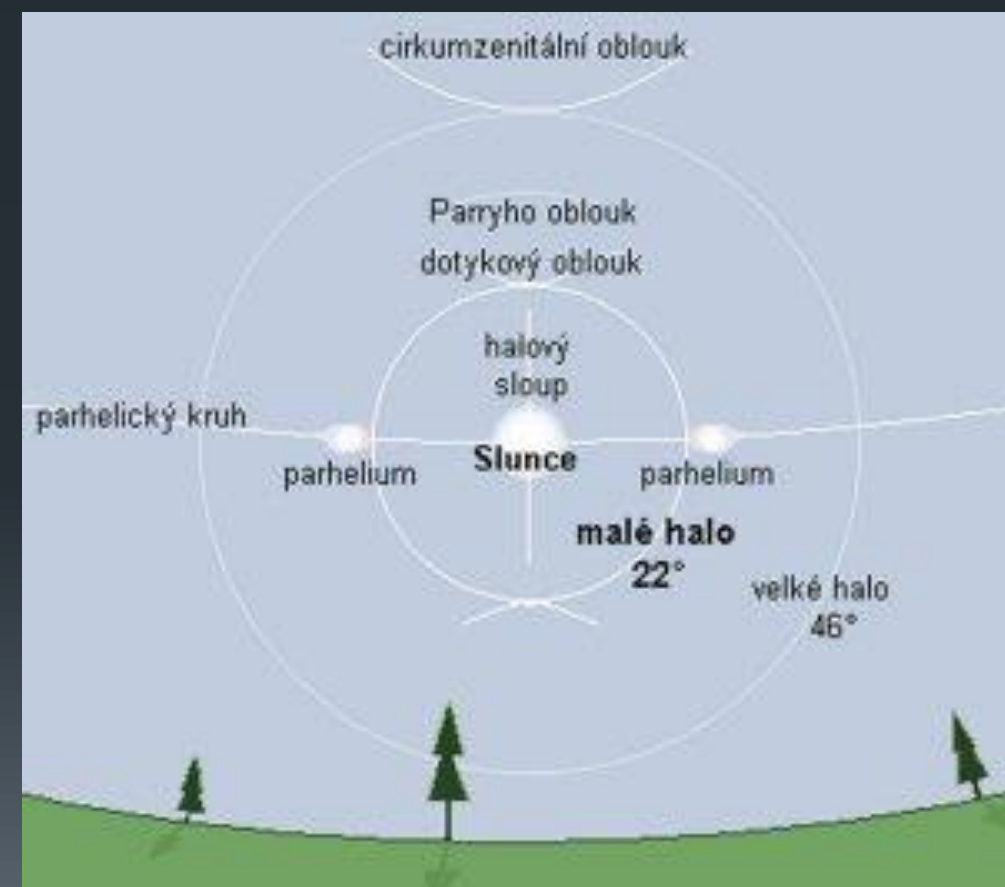 cirkumzenitální oblouk
Parryho oblouk
dotykový oblouk
halový
sloup
parhelický kruh
parhelium
Slunce
parhelium
malé halo
22°
velké halo
46°